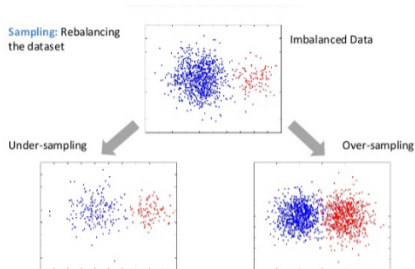 Sampling: Rebalancing
the dataset
Imbalanced Data
Under-sampling
Over-sampling